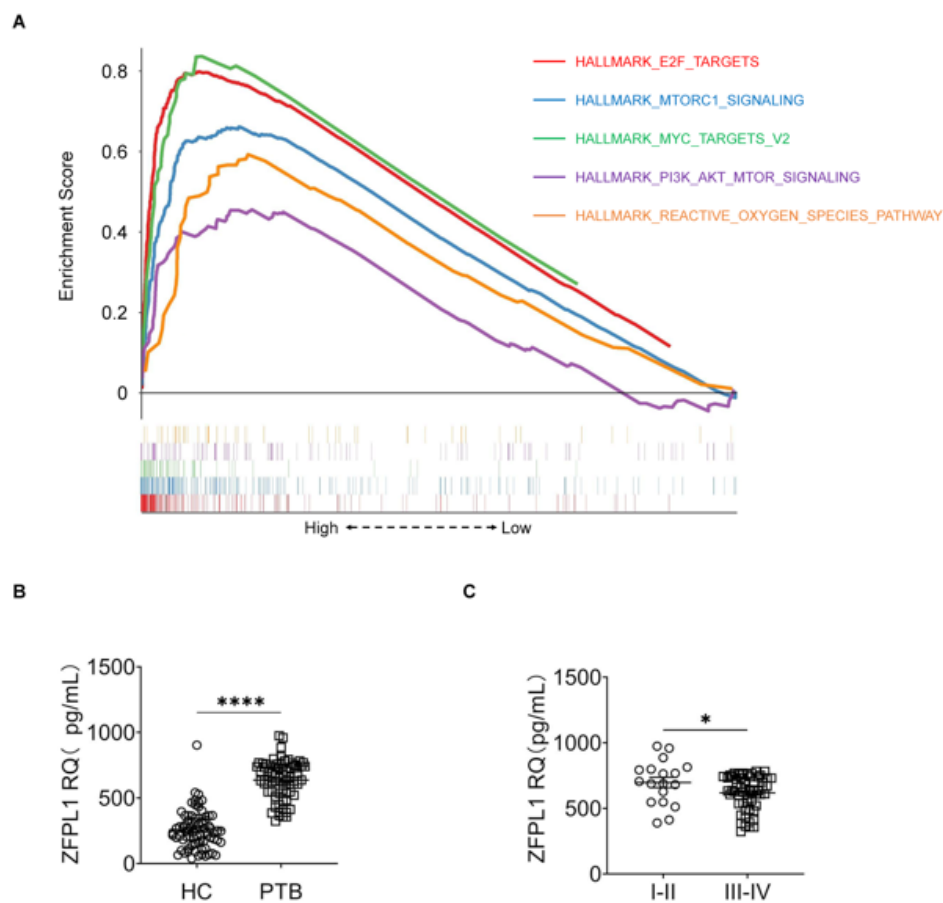 A
0.8
0.6
0.4
0.2
0
Enrichment Score
HALLMARK_E2F_TARGETS
HALLMARK_MTORC1_SIGNALING
HALLMARK_MYC_TARGETS_V2
HALLMARK_PI3K_AKT_MTOR_SIGNALING
HALLMARK_REACTIVE_OXYGEN_SPECIES_PATHWAY
High Low
B
1500
1000
500
0
ZFPL1 RQ( pg/mL)
****
HC PTB
C
1500
1000
500
0
ZFPL1 RQ(pg/mL)
*
I-II III-IV